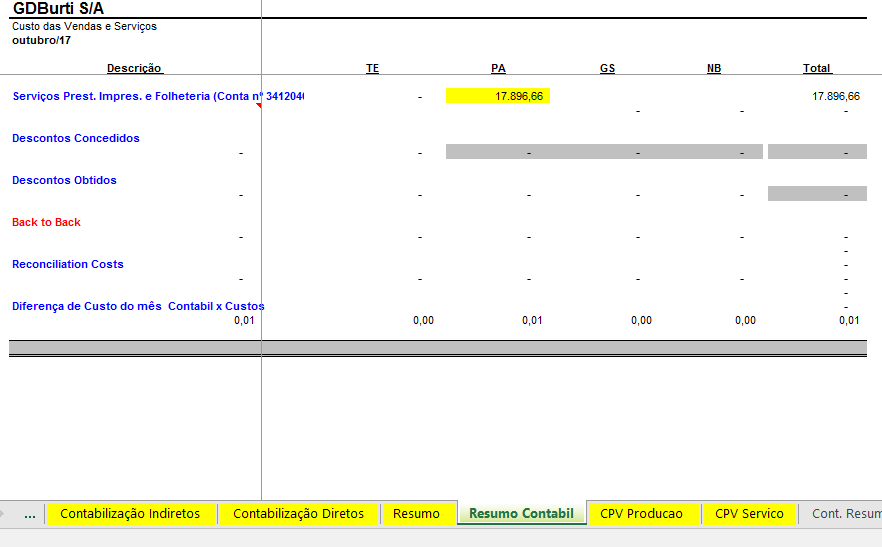 GDBurti S/A
Custo das Vendas e Serviços
outubro/17
Descrição TE PA GS NB Total
Serviços Prest. Impres. e Folheteria (Conta nº 3412040 - 17.896,66 17.896,66
- - -
Descontos Concedidos
- - - - - -
Descontos Obtidos
- - - - - -
Back to Back
- - - - - -
-
Reconciliation Costs -
- - - - - -
-
Diferença de Custo do mês Contabil x Custos -
0,01 0,00 0,01 0,00 0,00 0,01
... Contabilização Indiretos Contabilização Diretos Resumo Resumo Contabil CPV Producao CPV Servico Cont. Resum